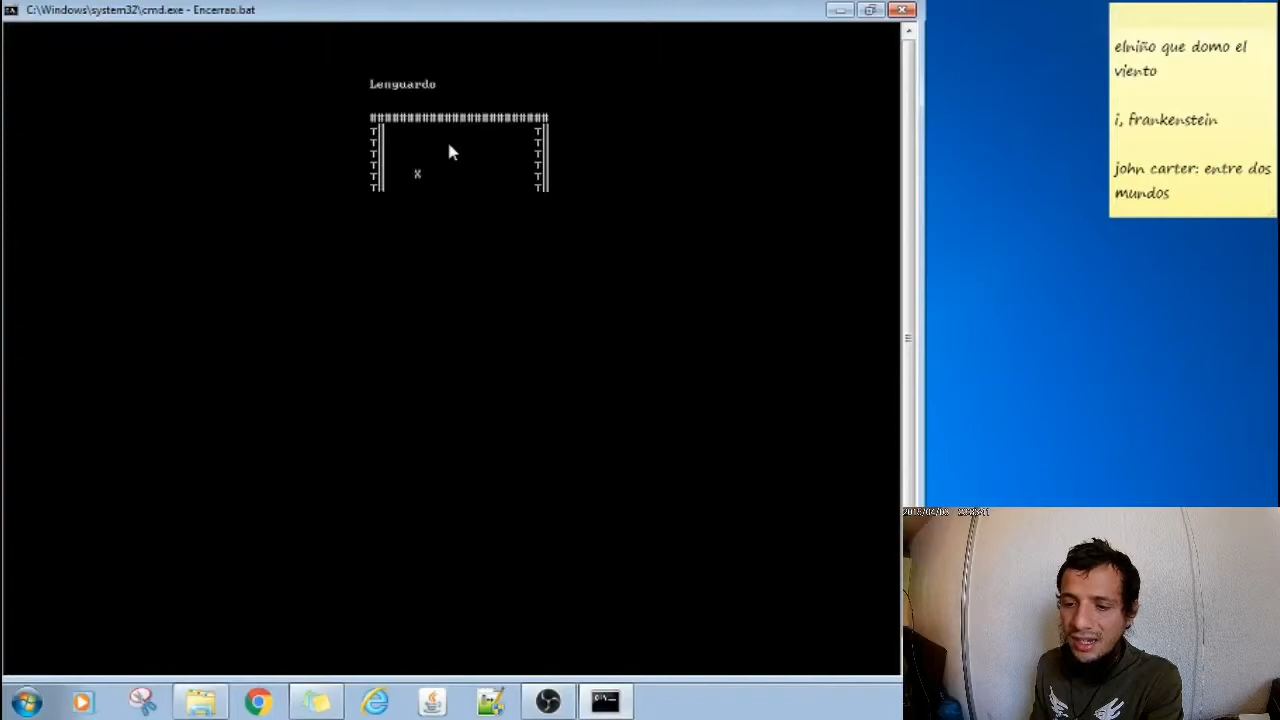 C:\Windows\system32\cmd.exe - Encerrao.bat
Lenguardo
########################
T║ T║
T║ T║
T║ T║
T║ T║
T║ X T║
T║ T║
elniño que domo el
viento
i, frankenstein
john carter: entre dos
mundos